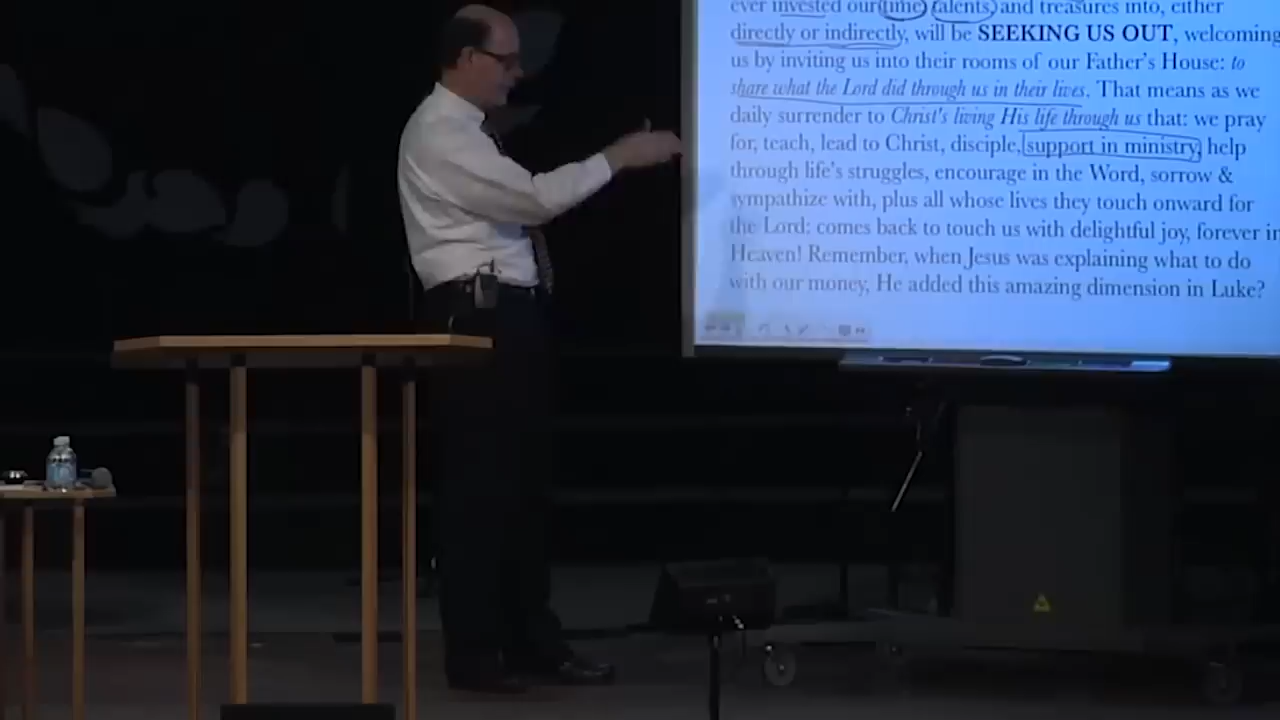 ever invested our time, talents, and treasures into, either
directly or indirectly, will be SEEKING US OUT, welcoming
us by inviting us into their rooms of our Father's House: to
share what the Lord did through us in their lives. That means as we
daily surrender to Christ's living His life through us that: we pray
for, teach, lead to Christ, disciple, support in ministry, help
through life's struggles, encourage in the Word, sorrow &
sympathize with, plus all whose lives they touch onward for
the Lord: comes back to touch us with delightful joy, forever in
Heaven! Remember, when Jesus was explaining what to do
with our money, He added this amazing dimension in Luke?